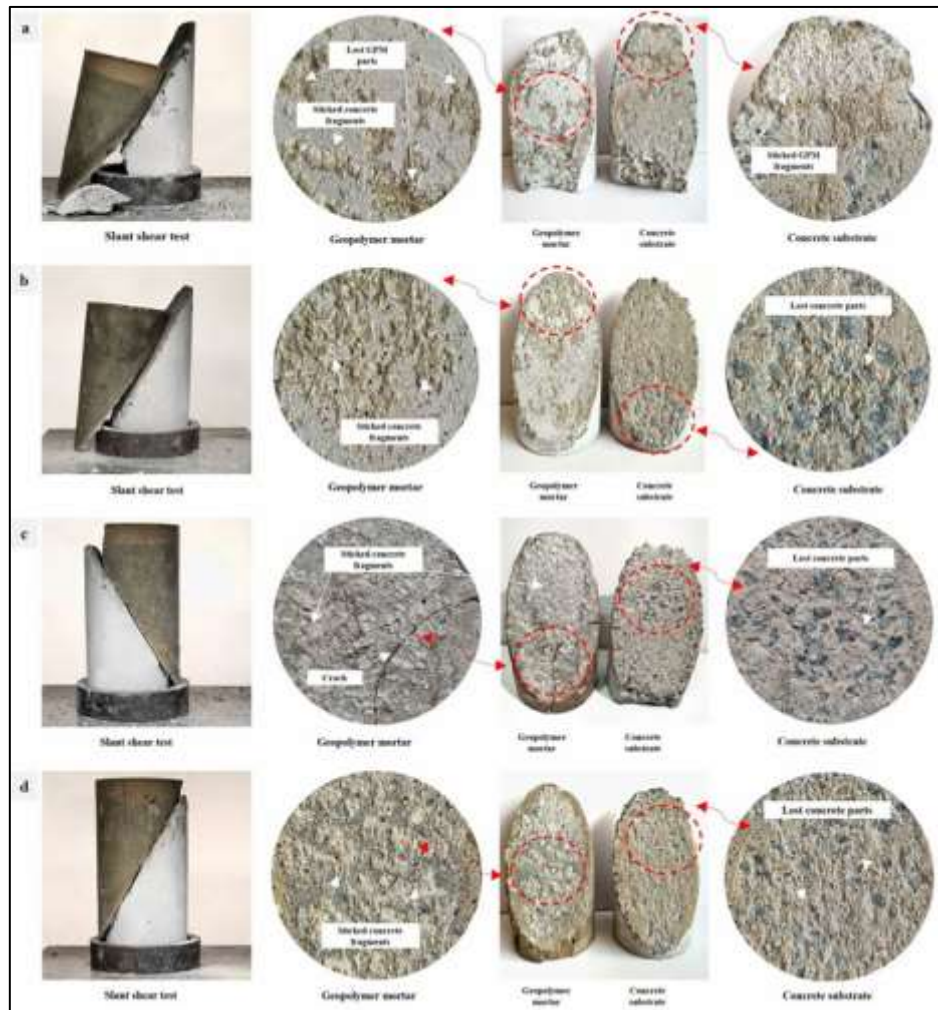 a
Lost GPM
parts
Sticked concrete
fragments
Sticked GPM
fragments
Slant shear test
Geopolymer mortar
Geopolymer
mortar
Concrete
substrate
Concrete substrate
b
Lost concrete parts
Sticked concrete
fragments
Slant shear test
Geopolymer mortar
Geopolymer
mortar
Concrete
substrate
Concrete substrate
c
Sticked concrete
fragments
Lost concrete parts
Crack
Slant shear test
Geopolymer mortar
Geopolymer
mortar
Concrete
substrate
Concrete substrate
d
Lost concrete parts
Sticked concrete
fragments
Slant shear test
Geopolymer mortar
Geopolymer
mortar
Concrete
substrate
Concrete substrate